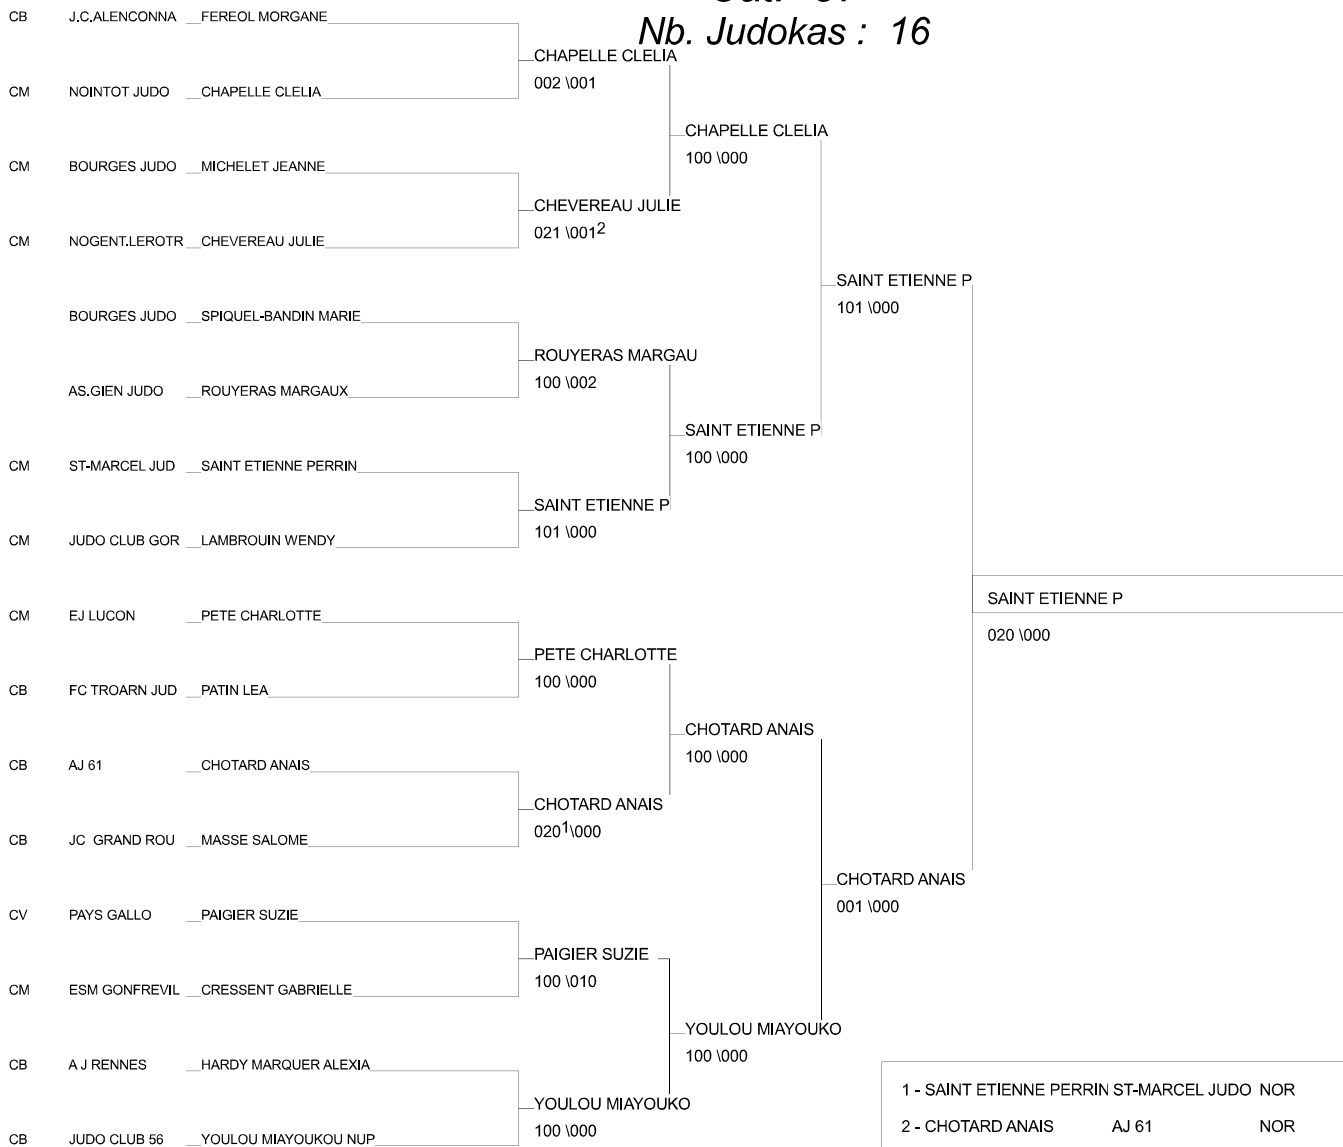 Nb. Judokas : 16
CB J.C.ALENCONNA FEREOL MORGANE
CHAPELLE CLELIA
002 \001
CM NOINTOT JUDO CHAPELLE CLELIA
CHAPELLE CLELIA
100 \000
CM BOURGES JUDO MICHELET JEANNE
CHEVEREAU JULIE
021 \001²
CM NOGENT.LEROTR CHEVEREAU JULIE
SAINT ETIENNE P
101 \000
BOURGES JUDO SPIQUEL-BANDIN MARIE
ROUYERAS MARGAU
100 \002
AS.GIEN JUDO ROUYERAS MARGAUX
SAINT ETIENNE P
100 \000
CM ST-MARCEL JUD SAINT ETIENNE PERRIN
SAINT ETIENNE P
101 \000
CM JUDO CLUB GOR LAMBROUIN WENDY
SAINT ETIENNE P
020 \000
CM EJ LUCON PETE CHARLOTTE
PETE CHARLOTTE
100 \000
CB FC TROARN JUD PATIN LEA
CHOTARD ANAIS
100 \000
CB AJ 61 CHOTARD ANAIS
CHOTARD ANAIS
020¹\000
CB JC GRAND ROU MASSE SALOME
CHOTARD ANAIS
001 \000
CV PAYS GALLO PAIGIER SUZIE
PAIGIER SUZIE
100 \010
CM ESM GONFREVIL CRESSENT GABRIELLE
YOULOU MIAYOUKO
100 \000
CB A J RENNES HARDY MARQUER ALEXIA
YOULOU MIAYOUKO
100 \000
CB JUDO CLUB 56 YOULOU MIAYOUKOU NUP
1 - SAINT ETIENNE PERRIN ST-MARCEL JUDO NOR
2 - CHOTARD ANAIS AJ 61 NOR